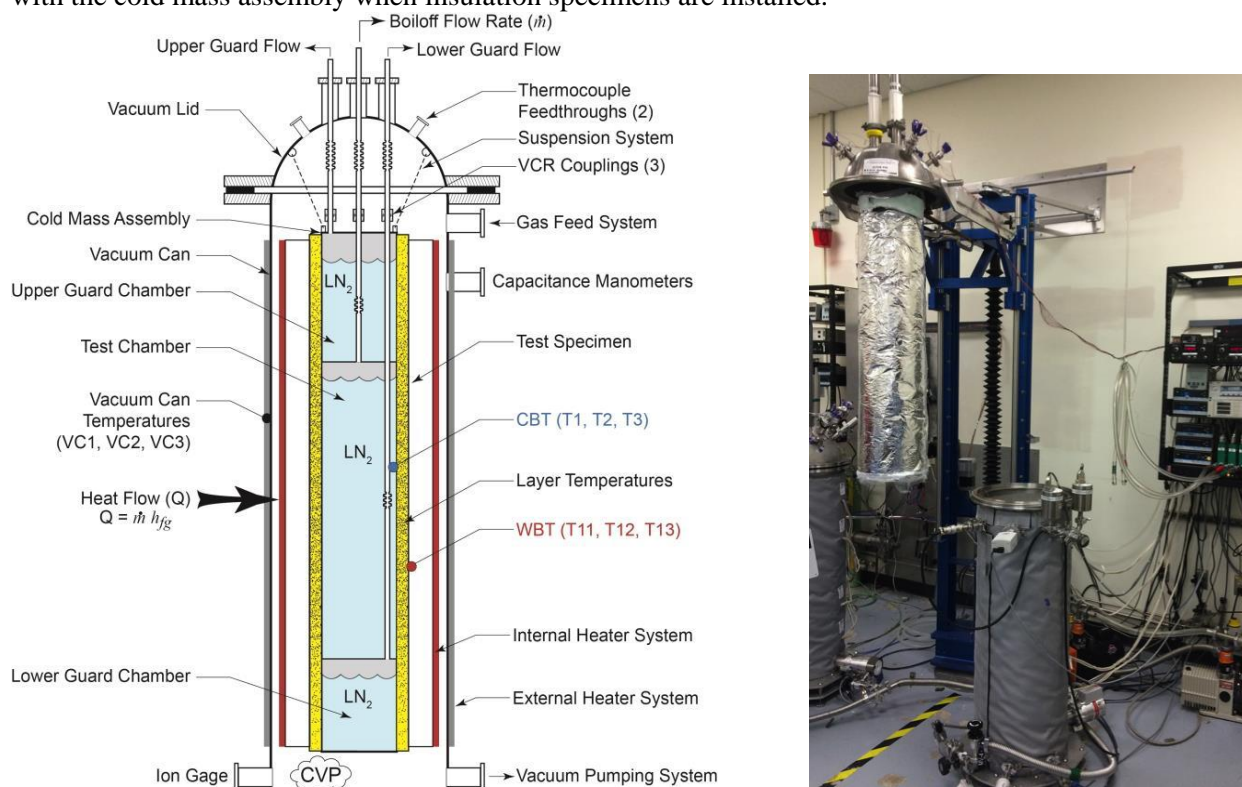 with the cold mass assembly when insulation specimens are installed.
Boiloff Flow Rate (ṁ)
Upper Guard Flow
Lower Guard Flow
Vacuum Lid
Thermocouple
Feedthroughs (2)
Suspension System
VCR Couplings (3)
Cold Mass Assembly
Gas Feed System
Vacuum Can
LN2
Capacitance Manometers
Upper Guard Chamber
Test Chamber
Test Specimen
Vacuum Can
Temperatures
(VC1, VC2, VC3)
CBT (T1, T2, T3)
LN2
Layer Temperatures
Heat Flow (Q)
Q = ṁ hfg
WBT (T11, T12, T13)
Internal Heater System
Lower Guard Chamber
LN2
External Heater System
Ion Gage
CVP
Vacuum Pumping System